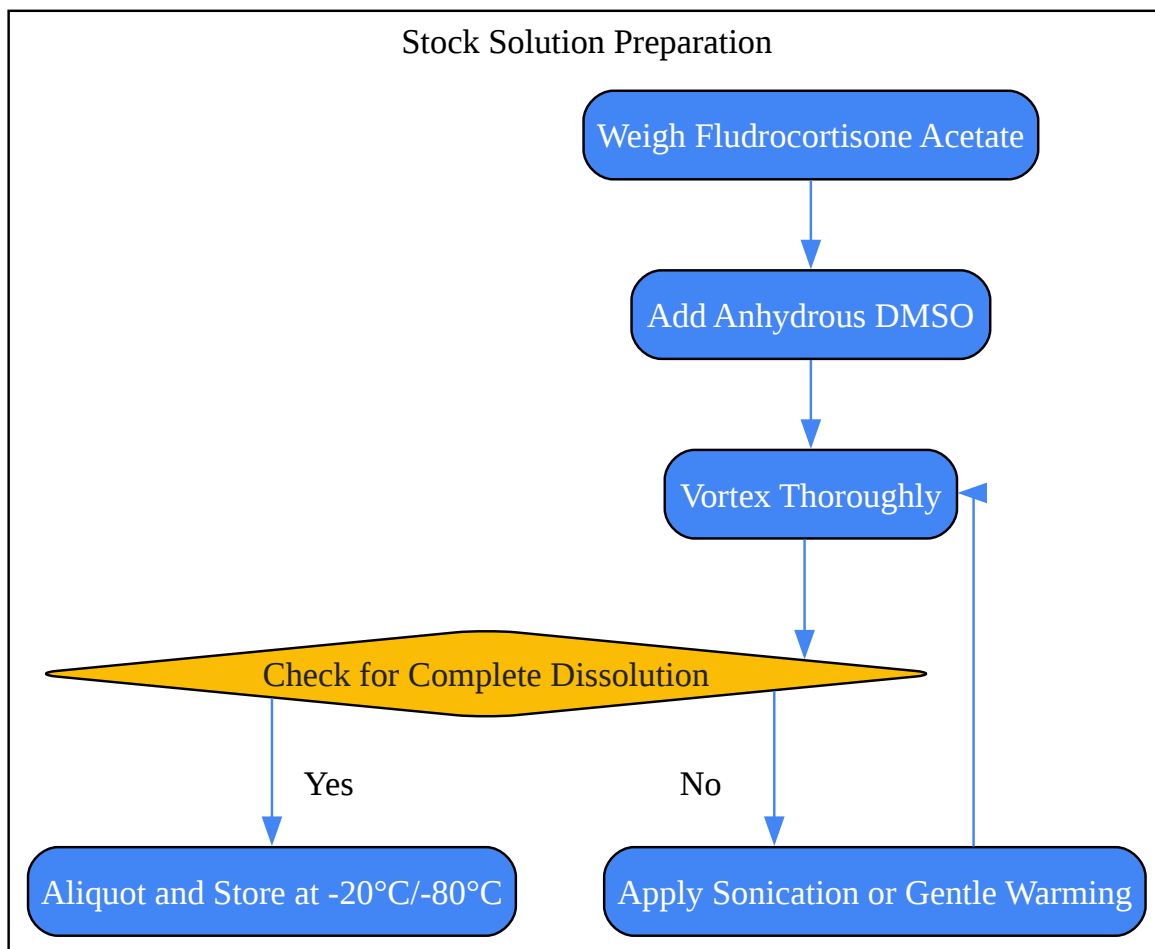 Stock Solution Preparation
Weigh Fludrocortisone Acetate
Add Anhydrous DMSO
Vortex Thoroughly
Check for Complete Dissolution
Yes
No
Aliquot and Store at -20°C/-80°C
Apply Sonication or Gentle Warming